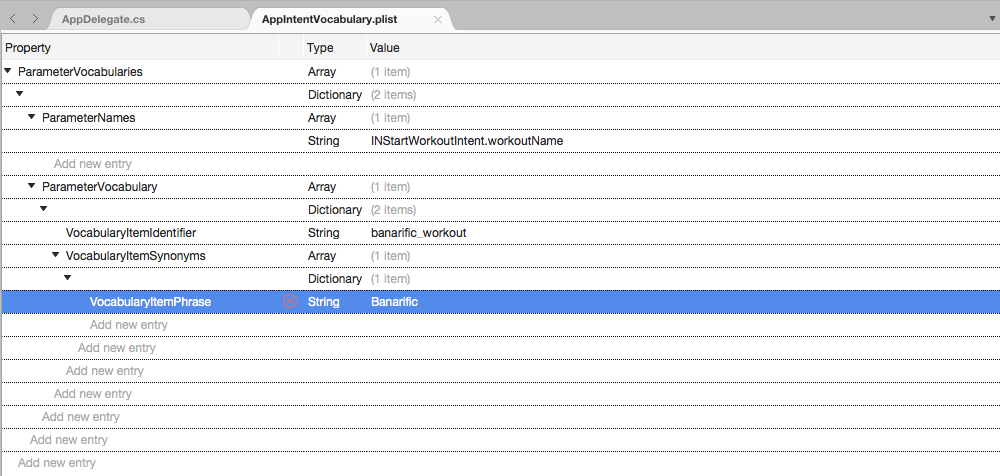 AppDelegate.cs AppIntentVocabulary.plist
Property Type Value
ParameterVocabularies Array (1 item)
Dictionary (2 items)
ParameterNames Array (1 item)
String INStartWorkoutIntent.workoutName
Add new entry
ParameterVocabulary Array (1 item)
Dictionary (2 items)
VocabularyItemIdentifier String banarific_workout
VocabularyItemSynonyms Array (1 item)
Dictionary (1 item)
VocabularyItemPhrase String Banarific
Add new entry
Add new entry
Add new entry
Add new entry
Add new entry
Add new entry
Add new entry